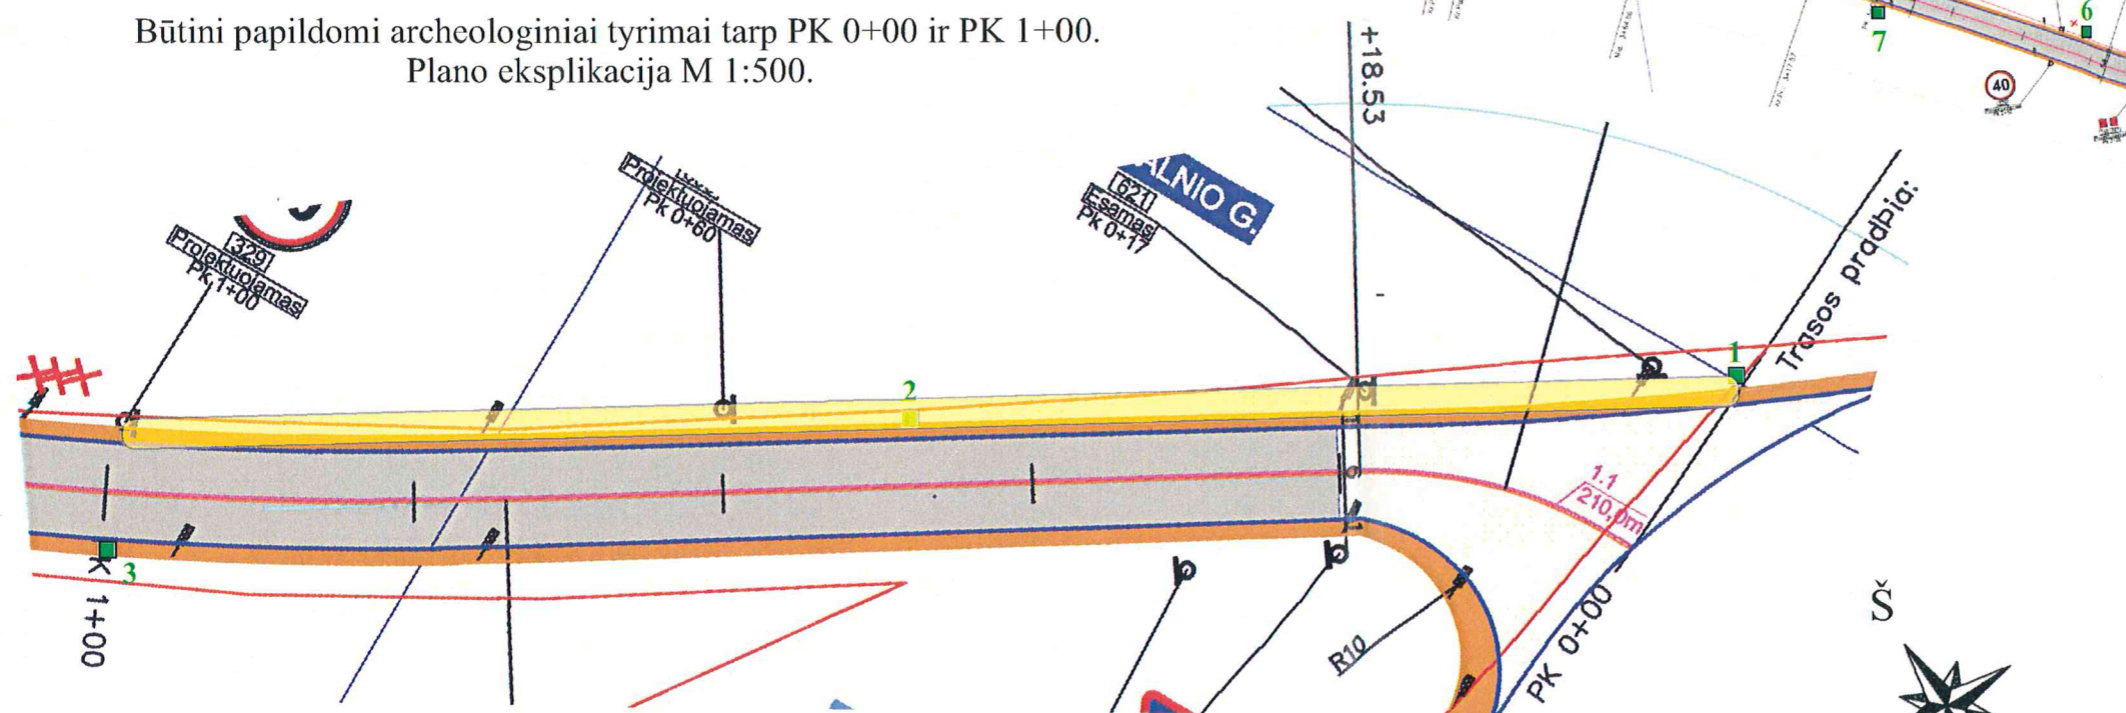 Būtini papildomi archeologiniai tyrimai tarp PK 0+00 ir PK 1+00.
Plano eksplikacija M 1:500.
7
6
40
+18.53
ALNIO G.
621
Esamas
Pk 0+17
Projektuojamas
Pk 0+60
329
Projektuojamas
Pk 1+00
Trasos pradþia:
1
2
3
1.1
210,0m
1+00
R10
PK 0+00
Š